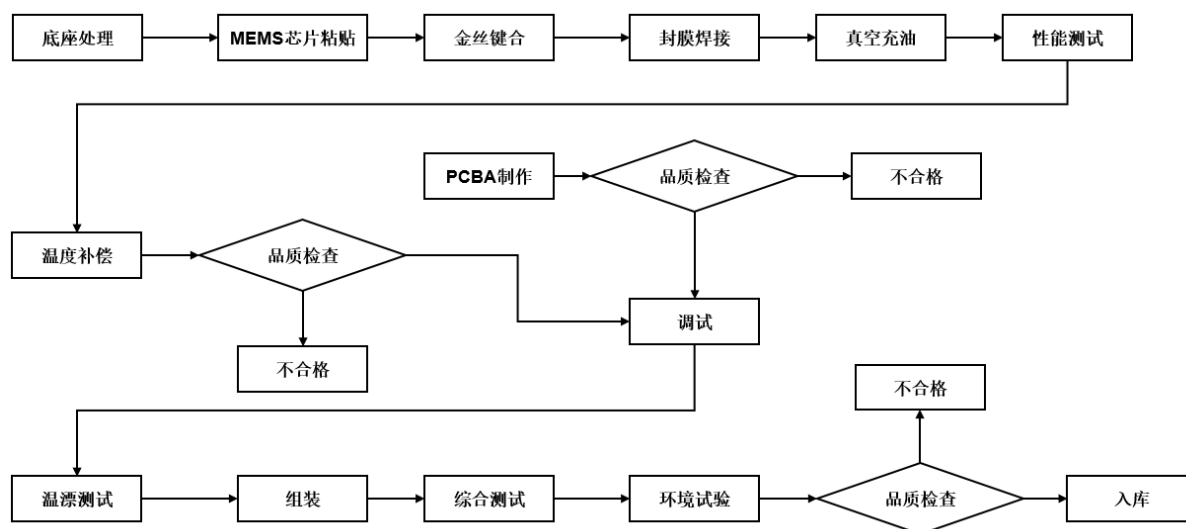 底座处理
MEMS芯片粘贴
金丝键合
封膜焊接
真空充油
性能测试
PCBA制作
品质检查
不合格
温度补偿
品质检查
调试
不合格
不合格
温漂测试
组装
综合测试
环境试验
品质检查
入库